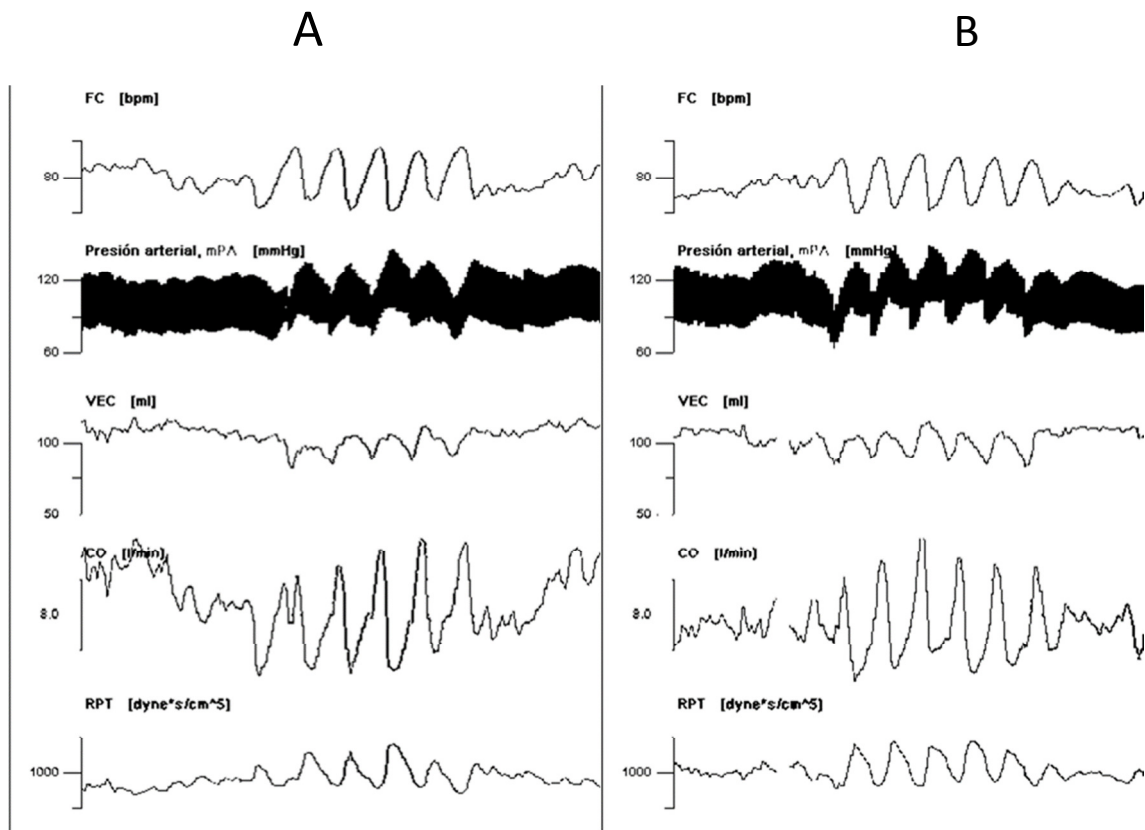 A
FC [bpm]
80
Presión arterial, mPA [mmHg]
120
60
VEC [ml]
100
50
CO [l/min]
8.0
RPT [dyne*s/cm^5]
1000
B
FC [bpm]
80
Presión arterial, mPA [mmHg]
120
60
VEC [ml]
100
50
CO [l/min]
8.0
RPT [dyne*s/cm^5]
1000